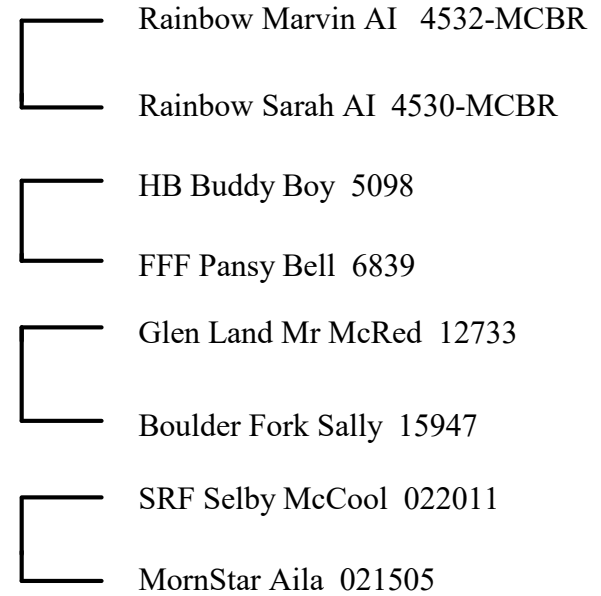 Rainbow Marvin AI 4532-MCBR
Rainbow Sarah AI 4530-MCBR
HB Buddy Boy 5098
FFF Pansy Bell 6839
Glen Land Mr McRed 12733
Boulder Fork Sally 15947
SRF Selby McCool 022011
MornStar Aila 021505